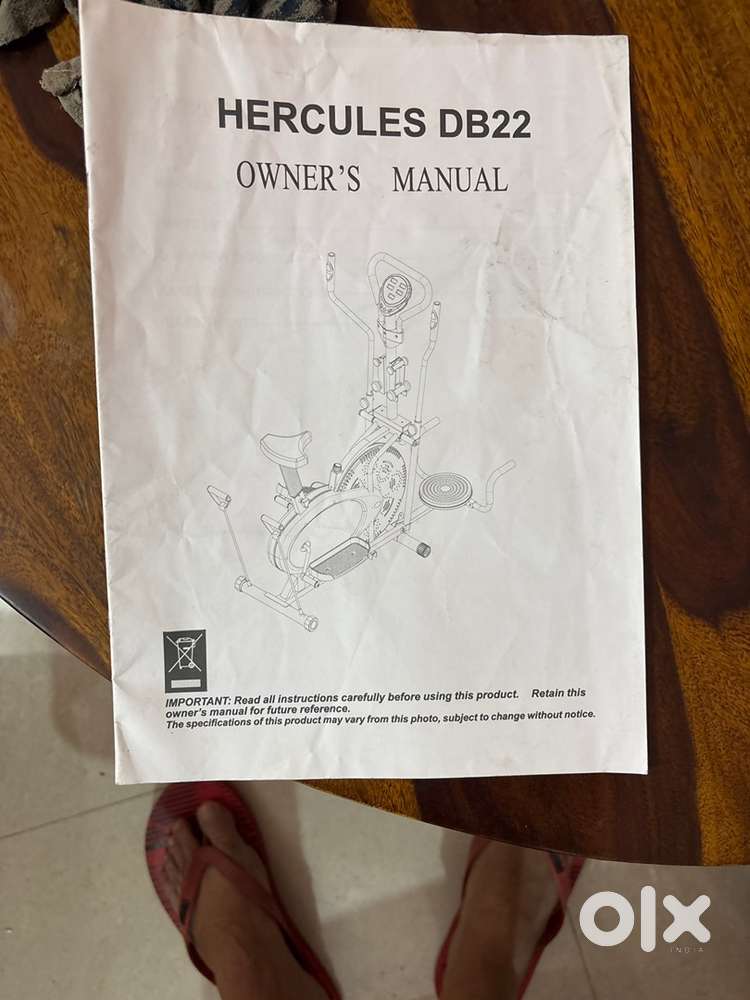 HERCULES DB22
OWNER'S MANUAL
IMPORTANT: Read all instructions carefully before using this product. Retain this
owner's manual for future reference.
The specifications of this product may vary from this photo, subject to change without notice.
olx
INDIA